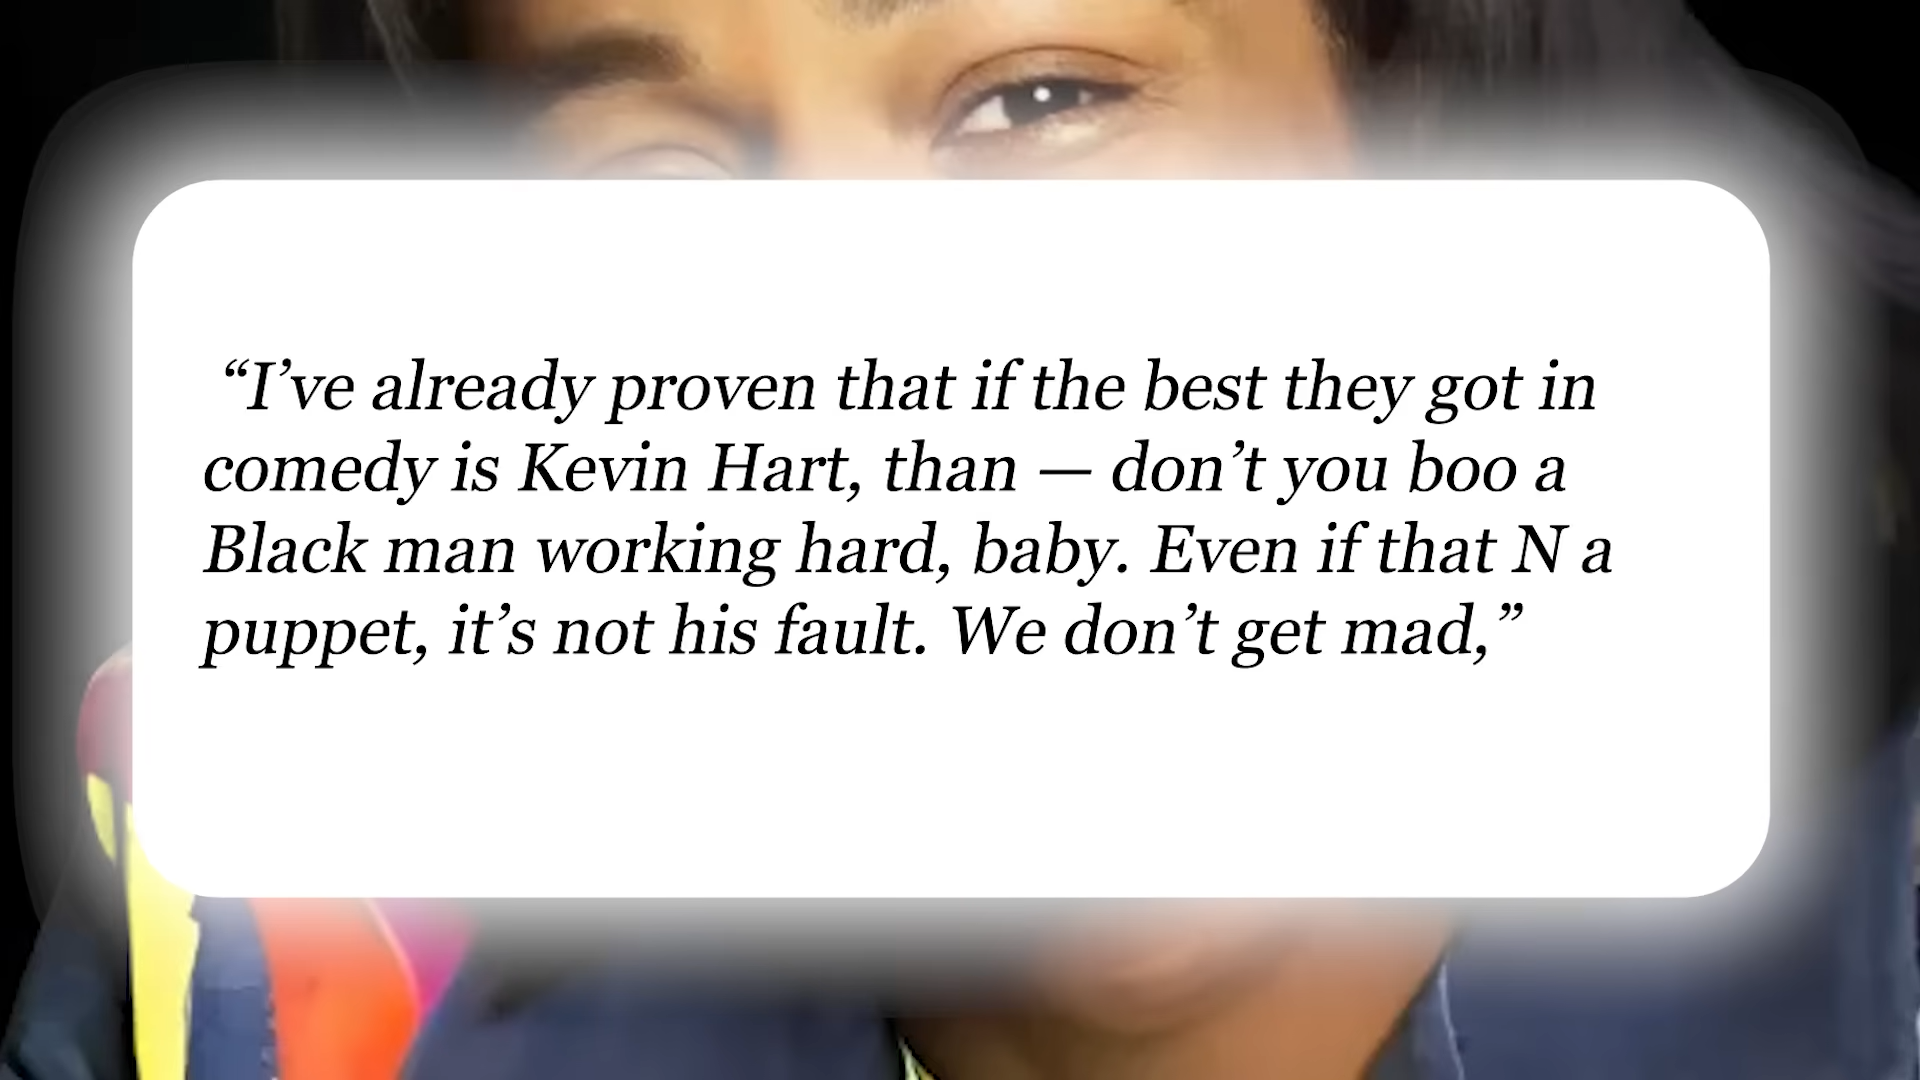 “I’ve already proven that if the best they got in
comedy is Kevin Hart, than — don’t you boo a
Black man working hard, baby. Even if that N a
puppet, it’s not his fault. We don’t get mad,”